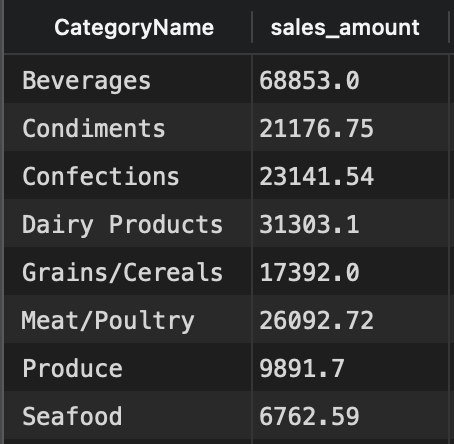 CategoryName sales_amount
Beverages 68853.0
Condiments 21176.75
Confections 23141.54
Dairy Products 31303.1
Grains/Cereals 17392.0
Meat/Poultry 26092.72
Produce 9891.7
Seafood 6762.59